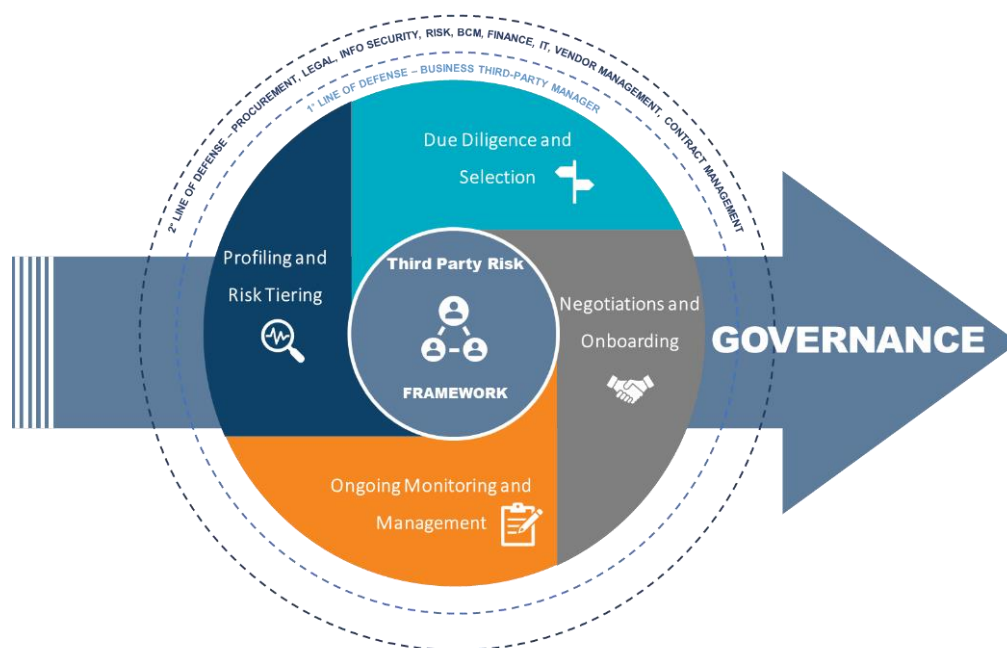 2° LINE OF DEFENSE – PROCUREMENT, LEGAL, INFO SECURITY, RISK, BCM, FINANCE, IT, VENDOR MANAGEMENT, CONTRACT MANAGEMENT
1° LINE OF DEFENSE – BUSINESS THIRD-PARTY MANAGER
Due Diligence and
Selection
Profiling and
Risk Tiering
Third Party Risk
FRAMEWORK
Negotiations and
Onboarding
GOVERNANCE
Ongoing Monitoring and
Management